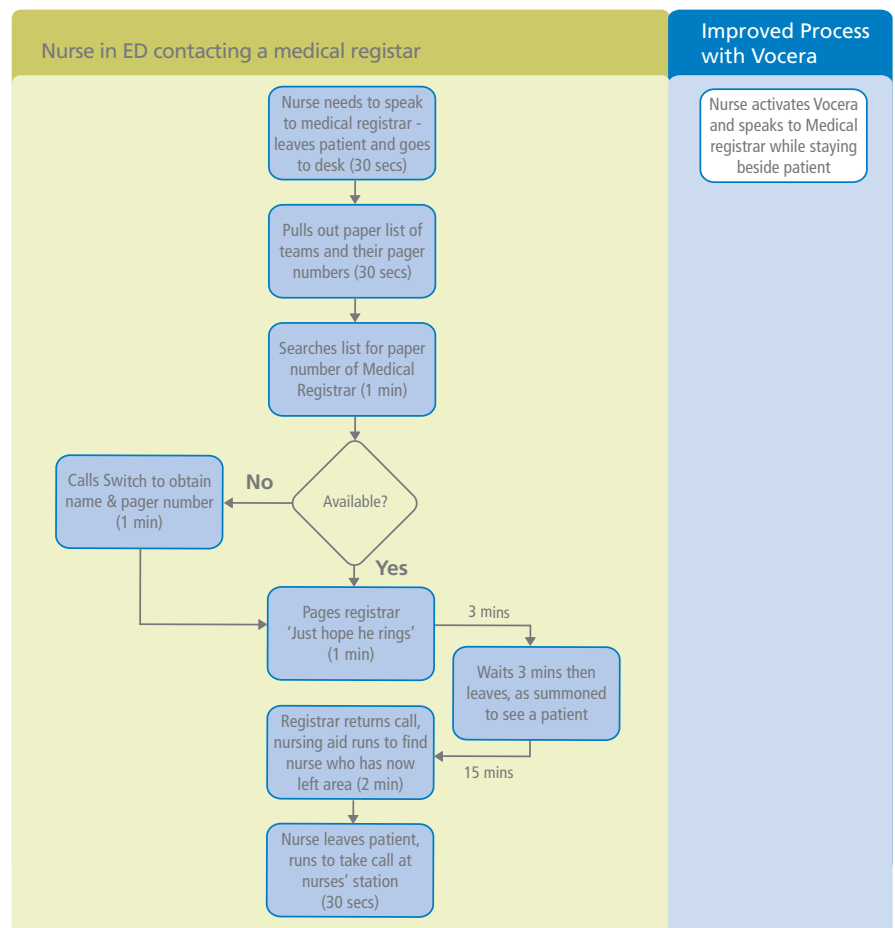 Nurse in ED contacting a medical registar
Improved Process
with Vocera
Nurse needs to speak
to medical registrar -
leaves patient and goes
to desk (30 secs)
Nurse activates Vocera
and speaks to Medical
registrar while staying
beside patient
Pulls out paper list of
teams and their pager
numbers (30 secs)
Searches list for paper
number of Medical
Registrar (1 min)
Available?
No
Calls Switch to obtain
name & pager number
(1 min)
Yes
Pages registrar
‘Just hope he rings’
(1 min)
3 mins
Waits 3 mins then
leaves, as summoned
to see a patient
15 mins
Registrar returns call,
nursing aid runs to find
nurse who has now
left area (2 min)
Nurse leaves patient,
runs to take call at
nurses’ station
(30 secs)